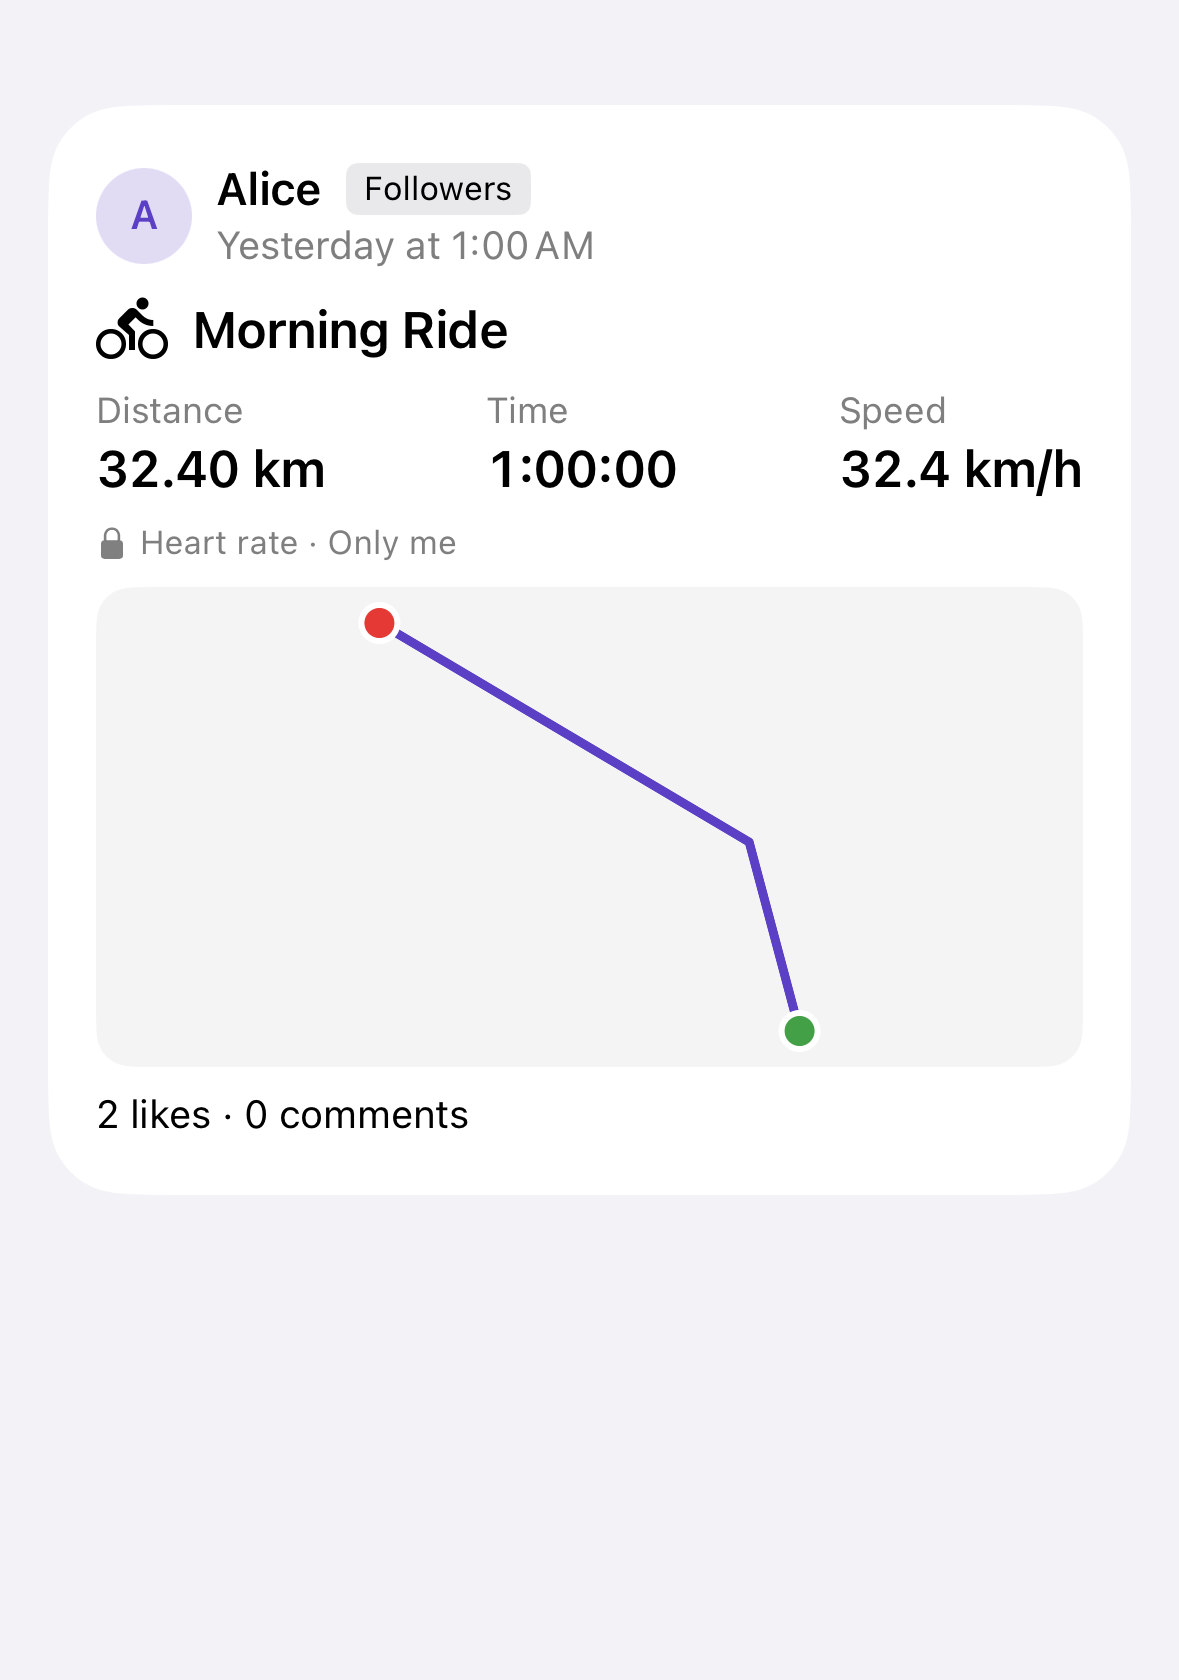 A
Alice
Followers
Yesterday at 1:00 AM
Morning Ride
Distance
Time
Speed
32.40 km
1:00:00
32.4 km/h
Heart rate · Only me
2 likes · 0 comments